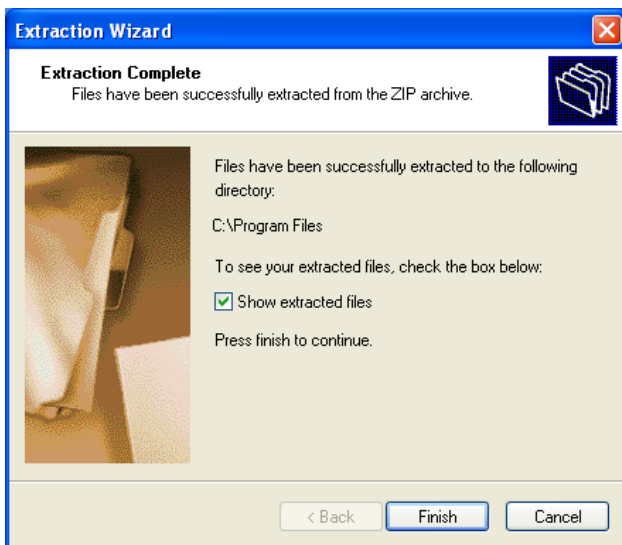 Extraction Wizard
Extraction Complete
Files have been successfully extracted from the ZIP archive.
Files have been successfully extracted to the following
directory:
C:\Program Files
To see your extracted files, check the box below:
Show extracted files
Press finish to continue.
< Back Finish Cancel